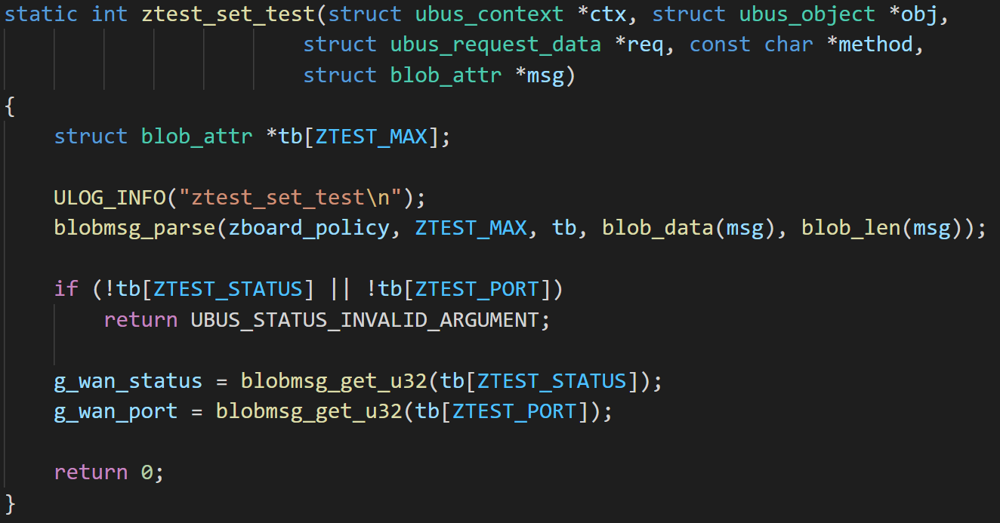 static int ztest_set_test(struct ubus_context *ctx, struct ubus_object *obj,
                        struct ubus_request_data *req, const char *method,
                        struct blob_attr *msg)
{
    struct blob_attr *tb[ZTEST_MAX];

    ULOG_INFO("ztest_set_test\n");
    blobmsg_parse(zboard_policy, ZTEST_MAX, tb, blob_data(msg), blob_len(msg));

    if (!tb[ZTEST_STATUS] || !tb[ZTEST_PORT])
        return UBUS_STATUS_INVALID_ARGUMENT;

    g_wan_status = blobmsg_get_u32(tb[ZTEST_STATUS]);
    g_wan_port = blobmsg_get_u32(tb[ZTEST_PORT]);

    return 0;
}